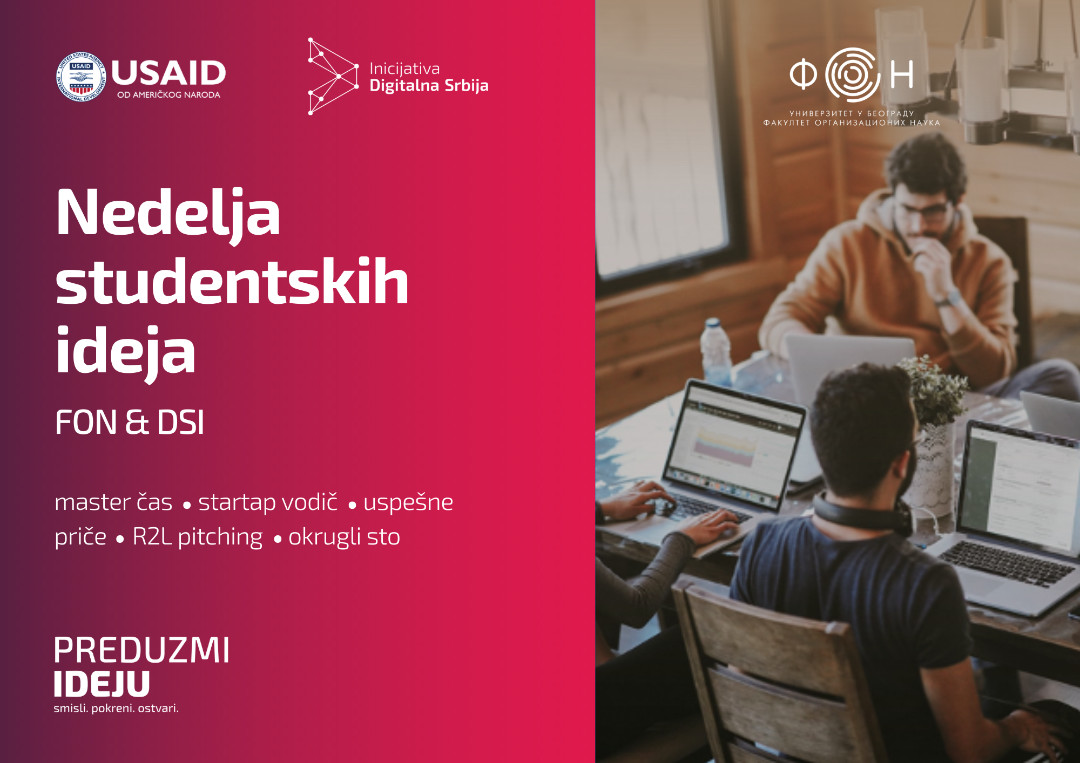 USAID
OD AMERIČKOG NARODA
Inicijativa
Digitalna Srbija
ФОН
УНИВЕРЗИТЕТ У БЕОГРАДУ
ФАКУЛТЕТ ОРГАНИЗАЦИОНИХ НАУКА
Nedelja
studentskih
ideja
FON & DSI
master čas • startap vodič • uspešne
priče • R2L pitching • okrugli sto
PREDUZMI
IDEJU
smisli. pokreni. ostvari.